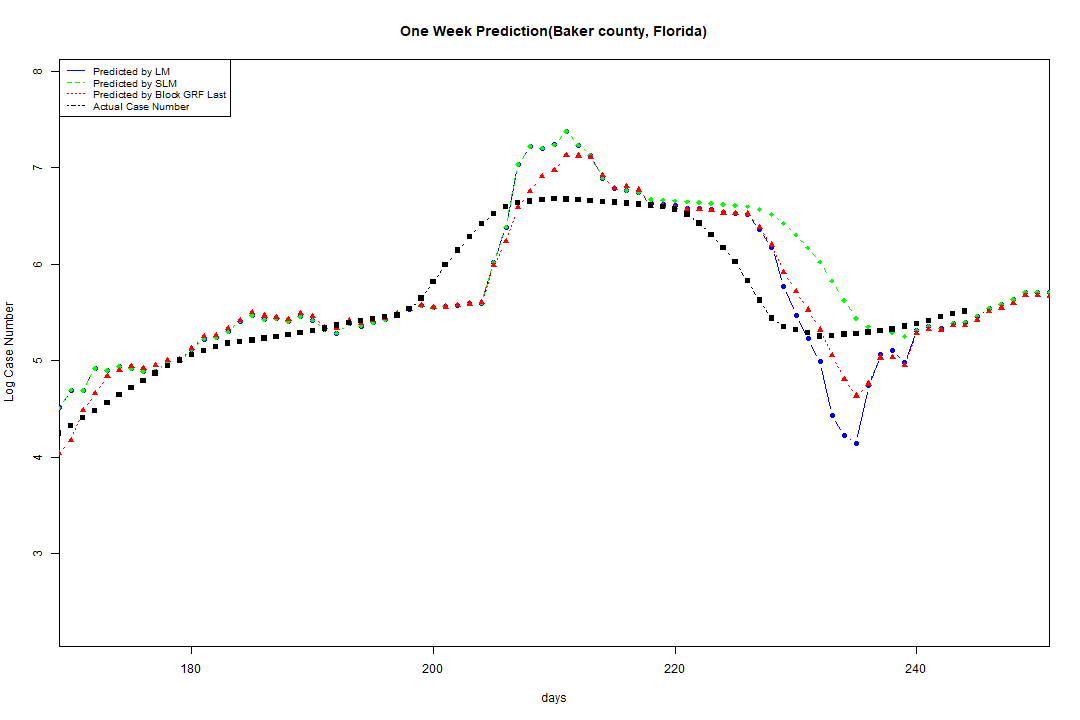 One Week Prediction(Baker county, Florida)
Predicted by LM
Predicted by SLM
Predicted by Block GRF Last
Actual Case Number
8
7
6
5
4
3
Log Case Number
180 200 220 240
days